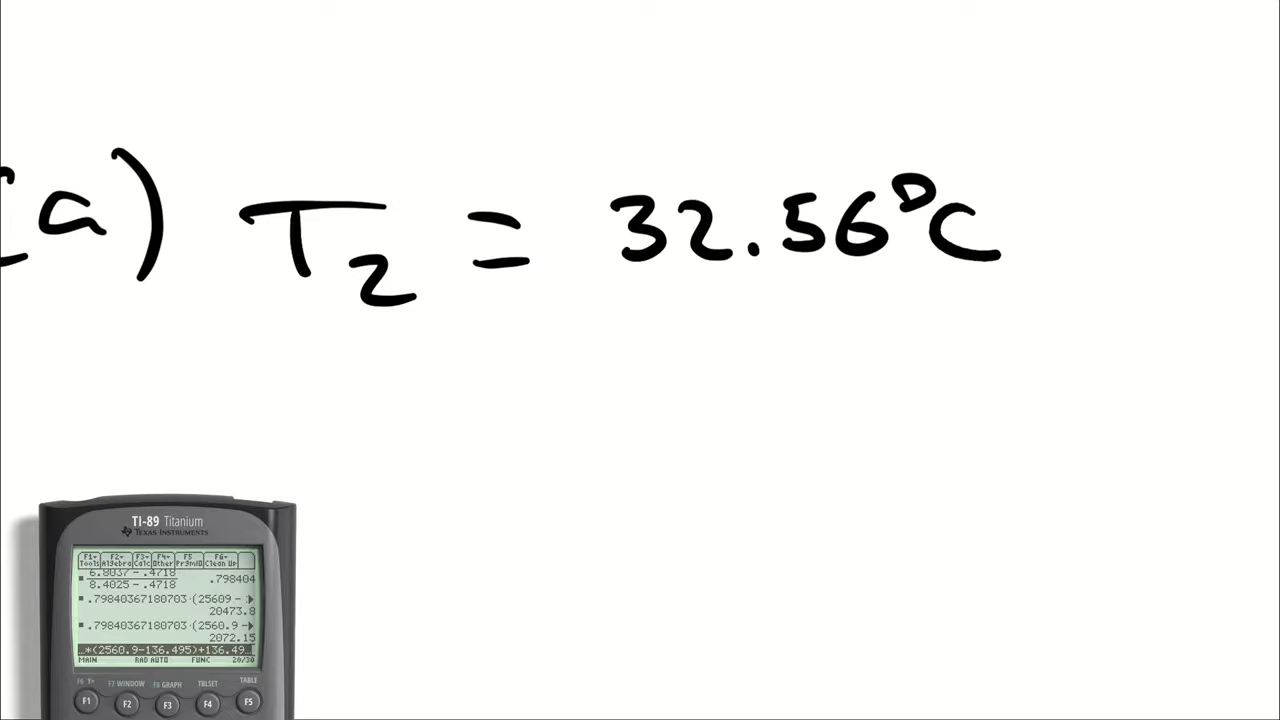 (a) T₂ = 32.56°C
TI-89 Titanium
TEXAS INSTRUMENTS
F1 F2 F3 F4 F5 F6
Tools Algebra Calc Other PrgmIO Clean Up
6.8037 - .4718
8.4025 - .4718 .798404
.79840367180703·(25609 -
20473.8
.79840367180703·(2560.9 -
2072.15
…*(2560.9-136.495)+136.49…
MAIN RAD AUTO FUNC 20/30
F6 Y= F7 WINDOW F8 GRAPH TBLSET TABLE
F1 F2 F3 F4 F5